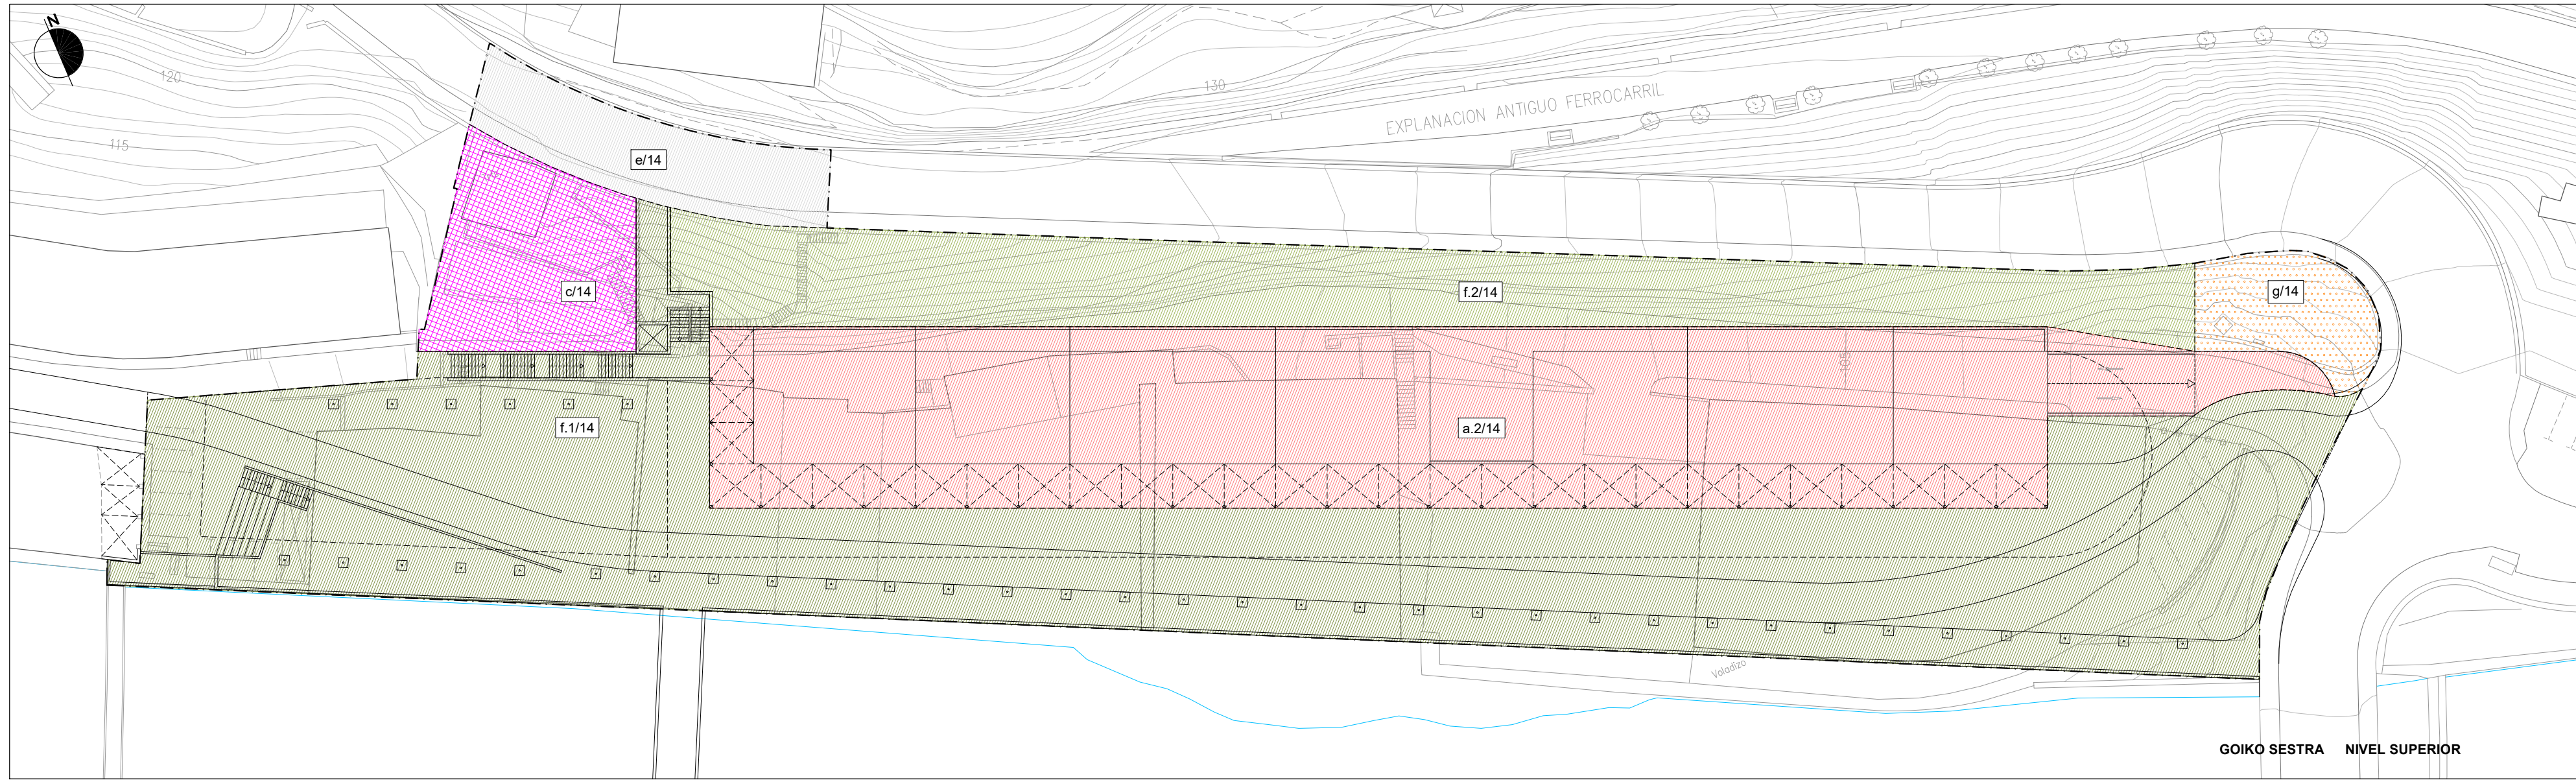 N
120
130
EXPLANACION ANTIGUO FERROCARRIL
115
e/14
c/14
f.2/14
g/14
105
f.1/14
a.2/14
Voladizo
GOIKO SESTRA NIVEL SUPERIOR